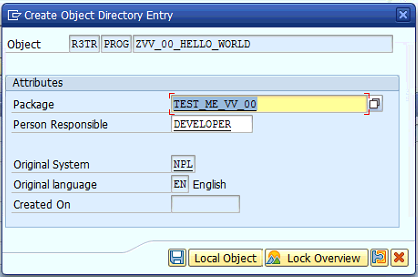 Create Object Directory Entry
Object R3TR PROG ZVV_00_HELLO_WORLD
Attributes
Package TEST_ME_VV_00
Person Responsible DEVELOPER
Original System NPL
Original language EN English
Created On
Local Object Lock Overview